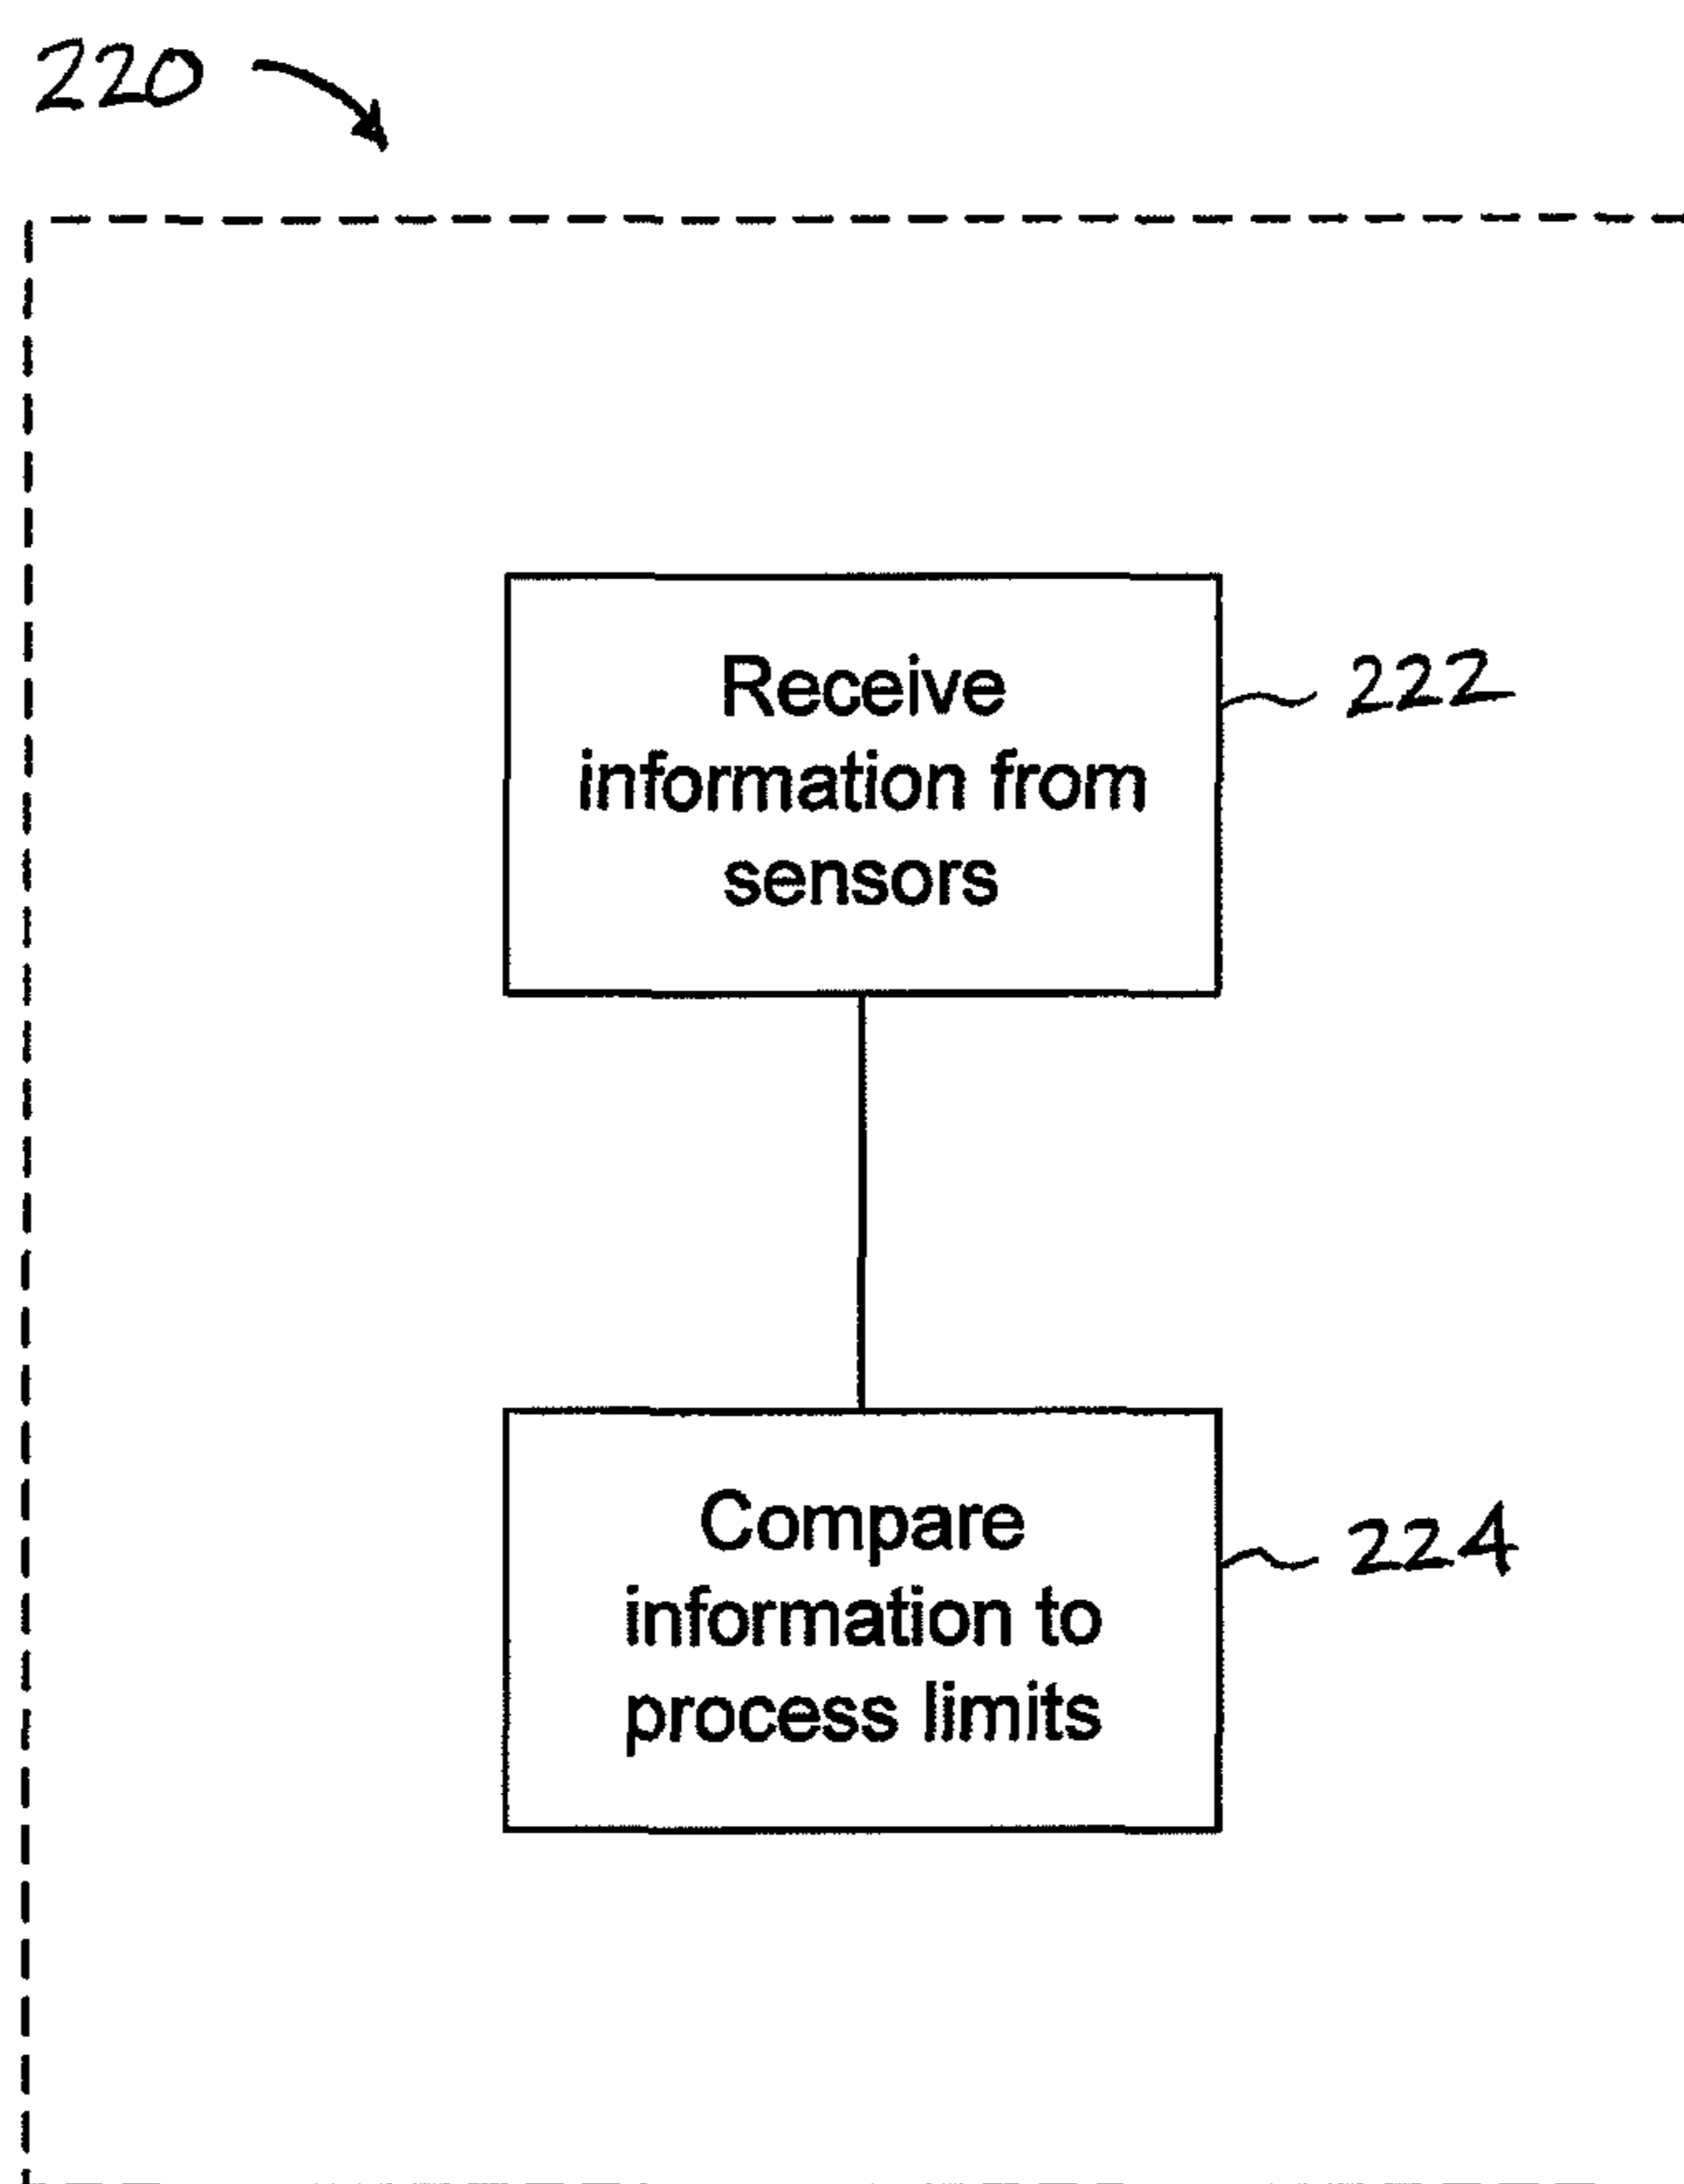 220
Receive
information from
sensors
222
Compare
information to
process limits
224